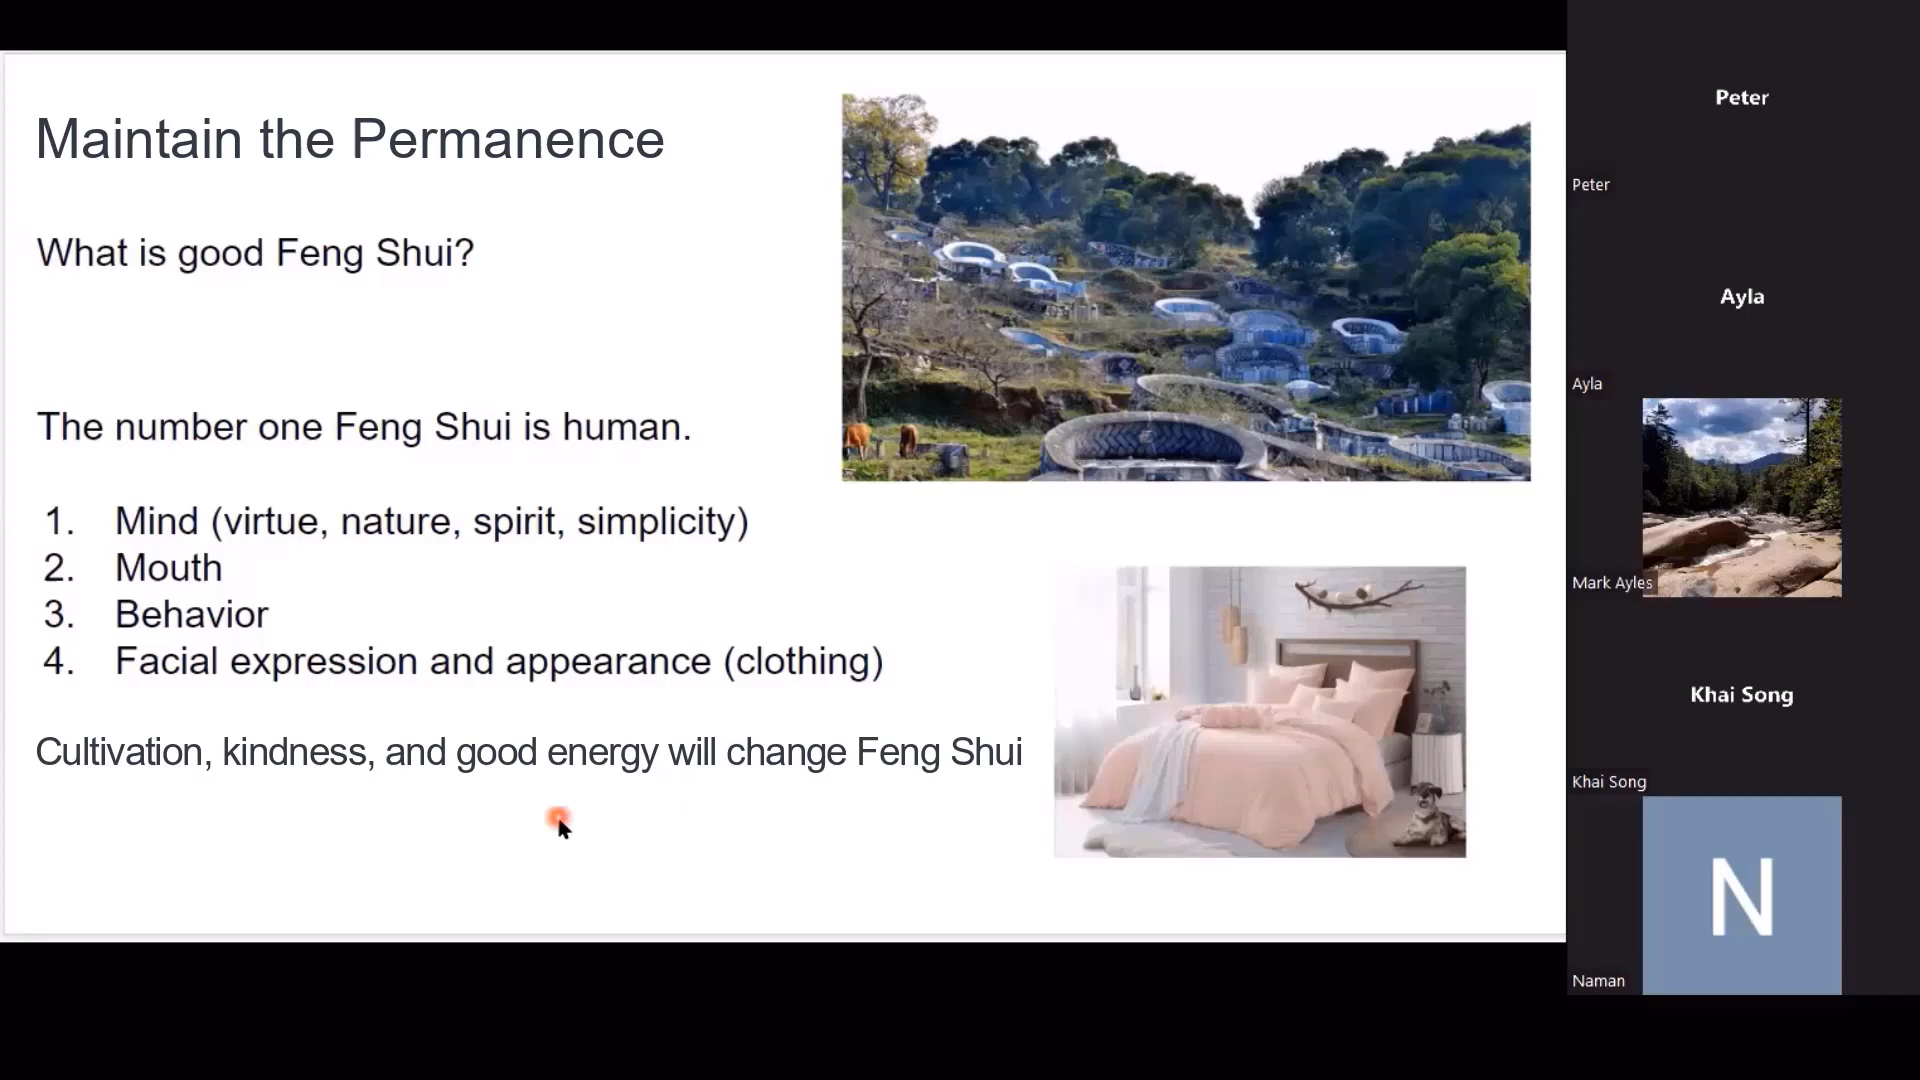 Maintain the Permanence
What is good Feng Shui?
The number one Feng Shui is human.
1. Mind (virtue, nature, spirit, simplicity)
2. Mouth
3. Behavior
4. Facial expression and appearance (clothing)
Cultivation, kindness, and good energy will change Feng Shui
Peter
Peter
Ayla
Ayla
Mark Ayles
Khai Song
Khai Song
N
Naman